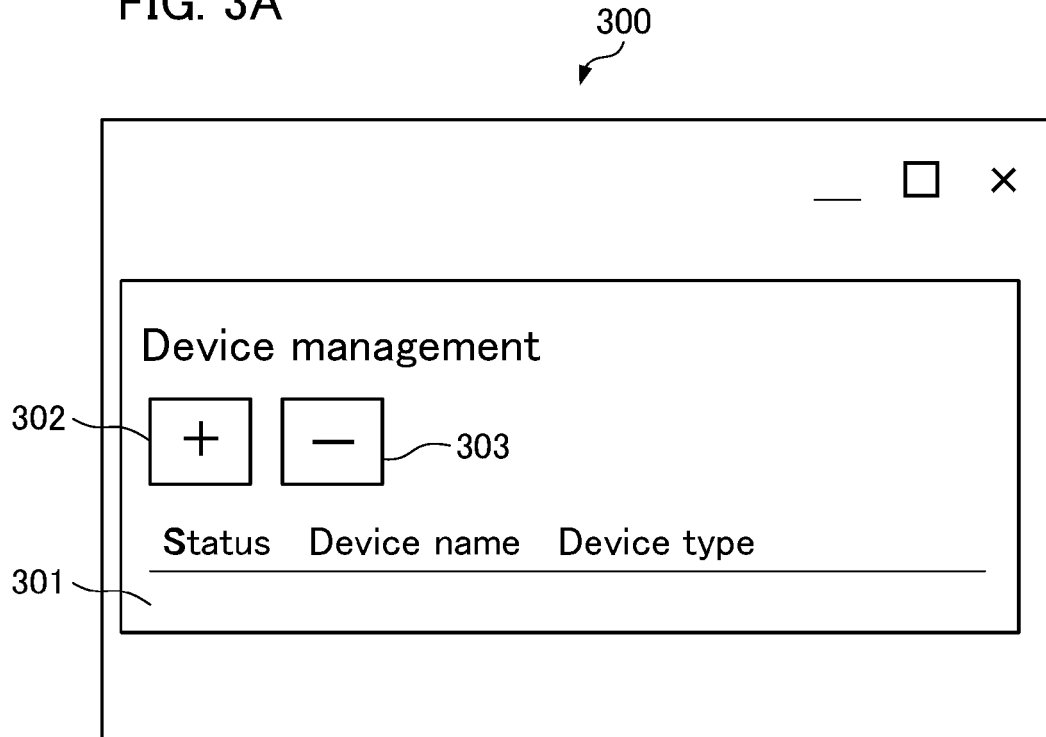 FIG. 3A
300
Device management
302
+
−
303
Status Device name Device type
301